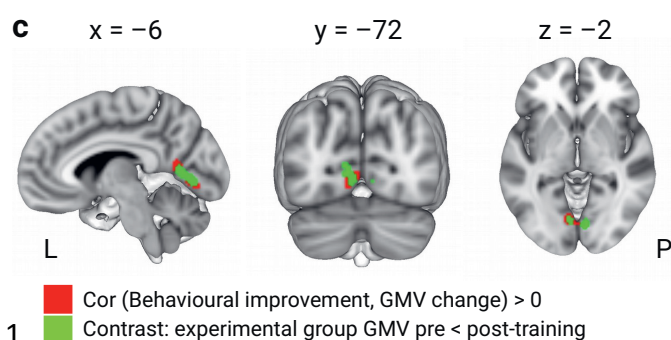 c x = −6 y = −72 z = −2
L P
Cor (Behavioural improvement, GMV change) > 0
1 Contrast: experimental group GMV pre < post-training